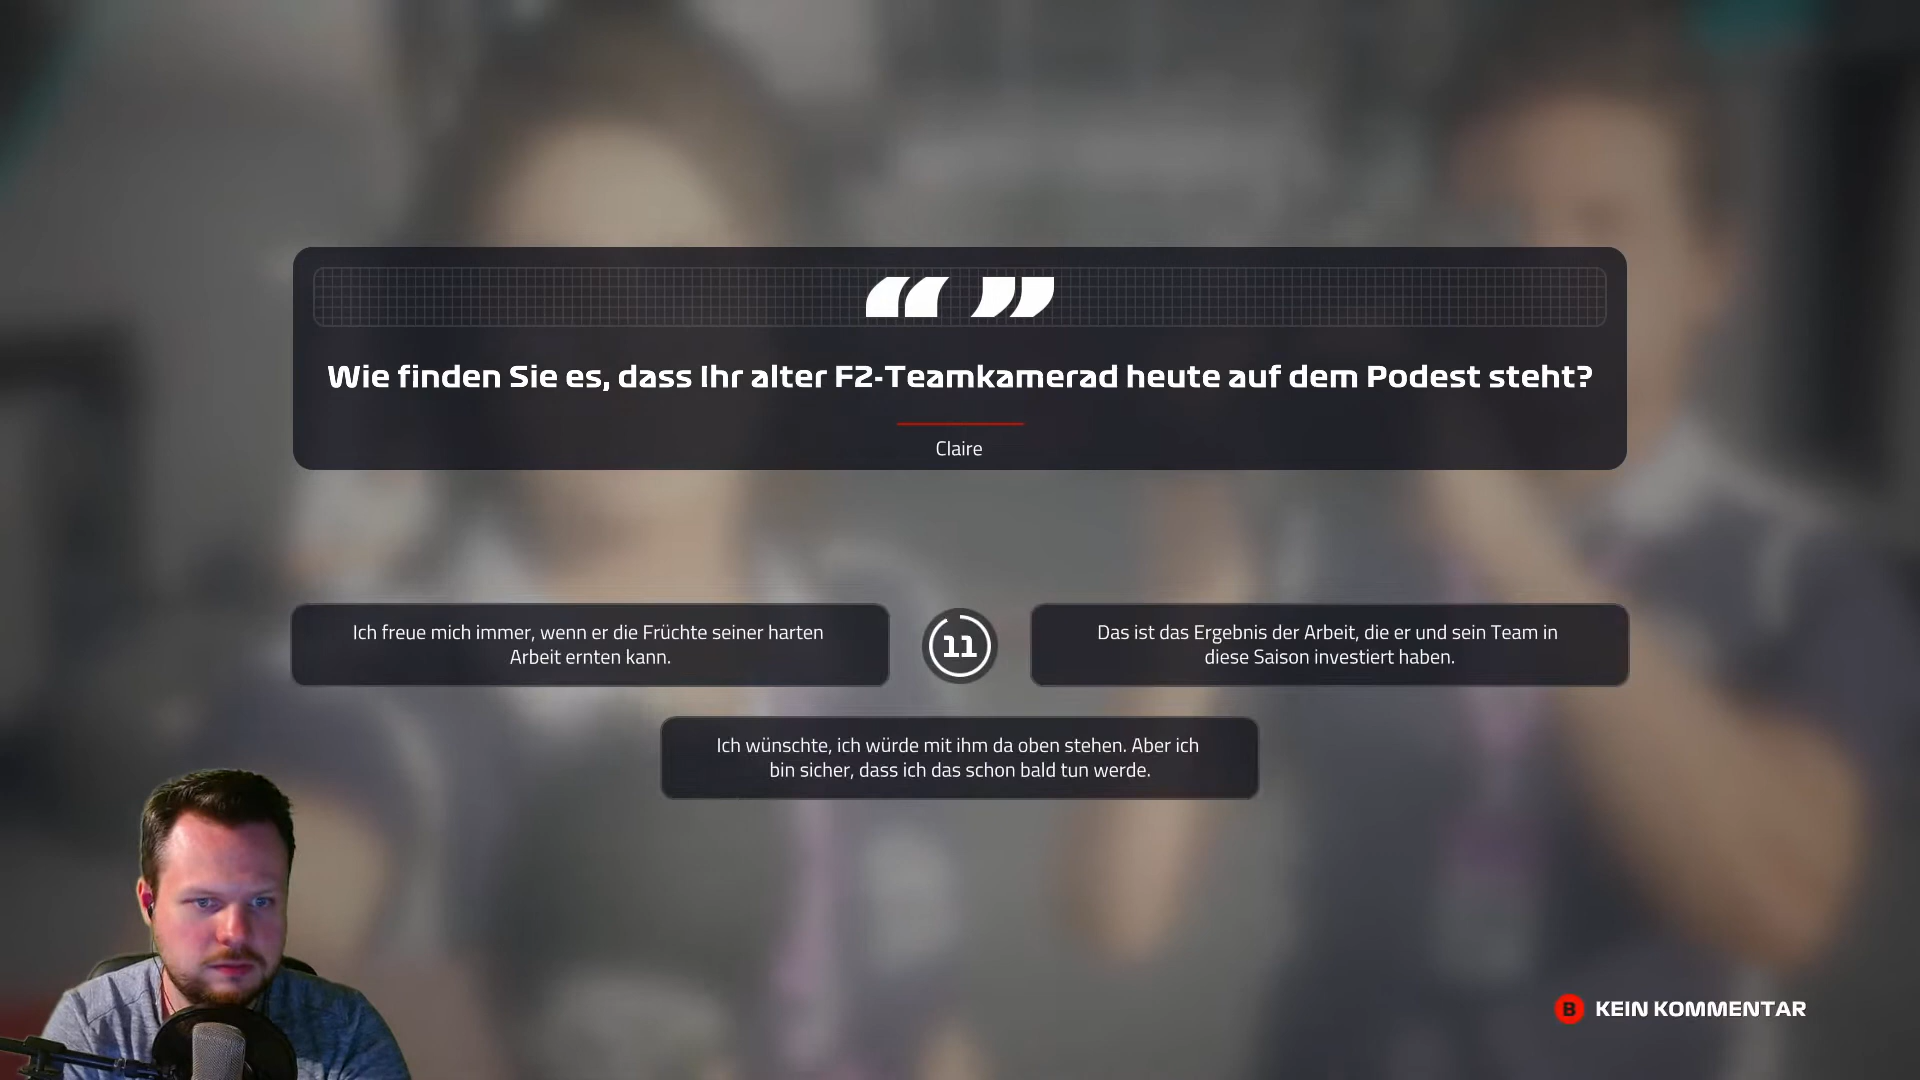 “ ”
Wie finden Sie es, dass Ihr alter F2-Teamkamerad heute auf dem Podest steht?
Claire
Ich freue mich immer, wenn er die Früchte seiner harten
Arbeit ernten kann.
11
Das ist das Ergebnis der Arbeit, die er und sein Team in
diese Saison investiert haben.
Ich wünschte, ich würde mit ihm da oben stehen. Aber ich
bin sicher, dass ich das schon bald tun werde.
B KEIN KOMMENTAR